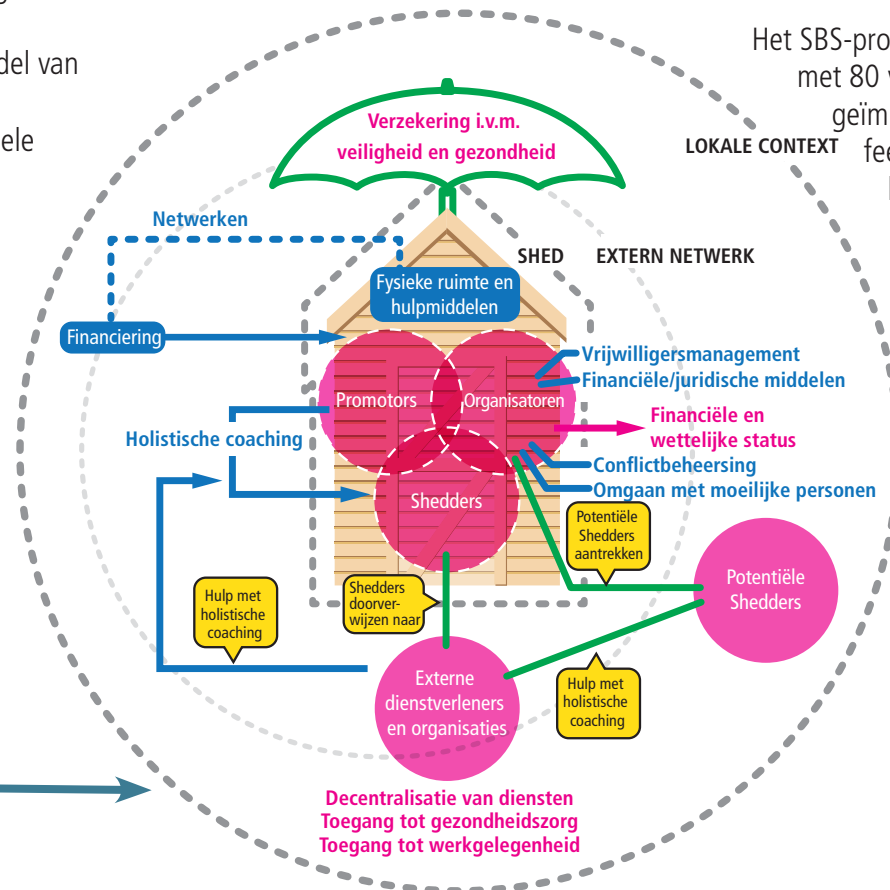 del van
ele
Het SBS-pro
met 80 v
geïm
fee
Verzekering i.v.m.
veiligheid en gezondheid
LOKALE CONTEXT
Netwerken
SHED
EXTERN NETWERK
Fysieke ruimte en
hulpmiddelen
Financiering
Vrijwilligersmanagement
Financiële/juridische middelen
Promotors
Organisatoren
Financiële en
wettelijke status
Holistische coaching
Conflictbeheersing
Omgaan met moeilijke personen
Shedders
Potentiële
Shedders
aantrekken
Potentiële
Shedders
Hulp met
holistische
coaching
Shedders
doorver-
wijzen naar
Externe
dienstverleners
en organisaties
Hulp met
holistische
coaching
Decentralisatie van diensten
Toegang tot gezondheidszorg
Toegang tot werkgelegenheid